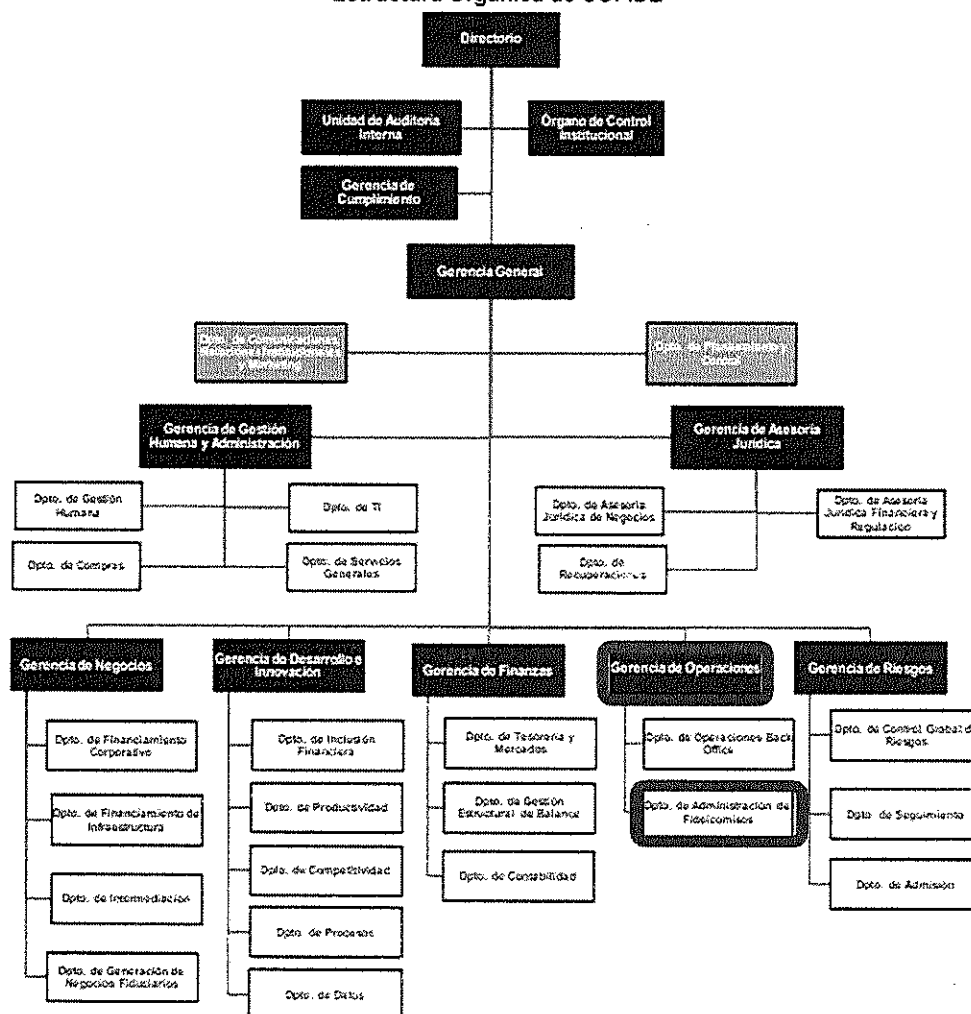 Estructura Orgánica de COFIDE
Directorio
Unidad de Auditoría
Interna
Órgano de Control
Institucional
Gerencia de
Cumplimiento
Gerencia General
Dpto. de Comunicaciones,
y
Dpto. de
Gerencia de Gestión
Humana y Administración
Gerencia de Asesoría
Jurídica
Dpto. de Gestión
Humana
Dpto. de TI
Dpto. de Compras
Dpto. de Servicios
Generales
Dpto. de Asesoría
Jurídica de Negocios
Dpto. de Asesoría
Jurídica Financiera y
Regulación
Dpto. de
Recuperaciones
Gerencia de Negocios
Dpto. de Financiamiento
Corporativo
Dpto. de Financiamiento de
Infraestructura
Dpto. de Intermediación
Dpto. de Generación de
Negocios Fiduciarios
Gerencia de Desarrollo e
Innovación
Dpto. de Inclusión
Financiera
Dpto. de Productividad
Dpto. de Competitividad
Dpto. de Procesos
Dpto. de Datos
Gerencia de Finanzas
Dpto. de Tesorería y
Mercados
Dpto. de Gestión
Estructural de Balance
Dpto. de Contabilidad
Gerencia de Operaciones
Dpto. de Operaciones Back
Office
Dpto. de Administración de
Fideicomisos
Gerencia de Riesgos
Dpto. de Control Global de
Riesgos
Dpto. de Seguimiento
Dpto. de Admisión